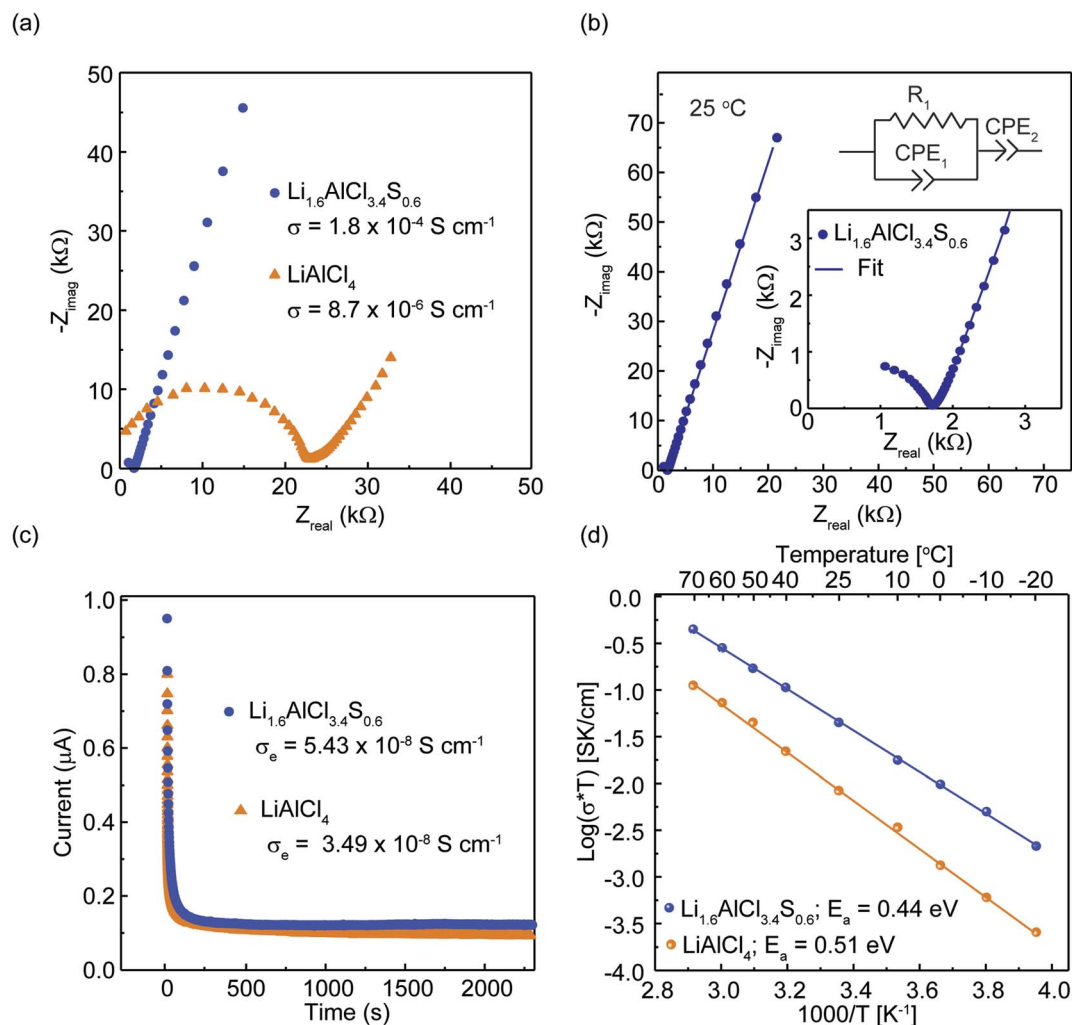 (a)
50
40
30
20
10
0
-Z_imag (kΩ)
Li₁.₆AlCl₃.₄S₀.₆
σ = 1.8 x 10⁻⁴ S cm⁻¹
LiAlCl₄
σ = 8.7 x 10⁻⁶ S cm⁻¹
0 10 20 30 40 50
Z_real (kΩ)
(b)
70
60
50
40
30
20
10
0
-Z_imag (kΩ)
25 °C
R₁
CPE₁
CPE₂
Li₁.₆AlCl₃.₄S₀.₆
Fit
3
2
1
0
-Z_imag (kΩ)
0 1 2 3
Z_real (kΩ)
0 10 20 30 40 50 60 70
Z_real (kΩ)
(c)
1.0
0.8
0.6
0.4
0.2
0.0
Current (µA)
Li₁.₆AlCl₃.₄S₀.₆
σₑ = 5.43 x 10⁻⁸ S cm⁻¹
LiAlCl₄
σₑ = 3.49 x 10⁻⁸ S cm⁻¹
0 500 1000 1500 2000
Time (s)
(d)
Temperature [°C]
70 60 50 40 25 10 0 -10 -20
0.0
-0.5
-1.0
-1.5
-2.0
-2.5
-3.0
-3.5
-4.0
Log(σ*T) [SK/cm]
Li₁.₆AlCl₃.₄S₀.₆; Eₐ = 0.44 eV
LiAlCl₄; Eₐ = 0.51 eV
2.8 3.0 3.2 3.4 3.6 3.8 4.0
1000/T [K⁻¹]